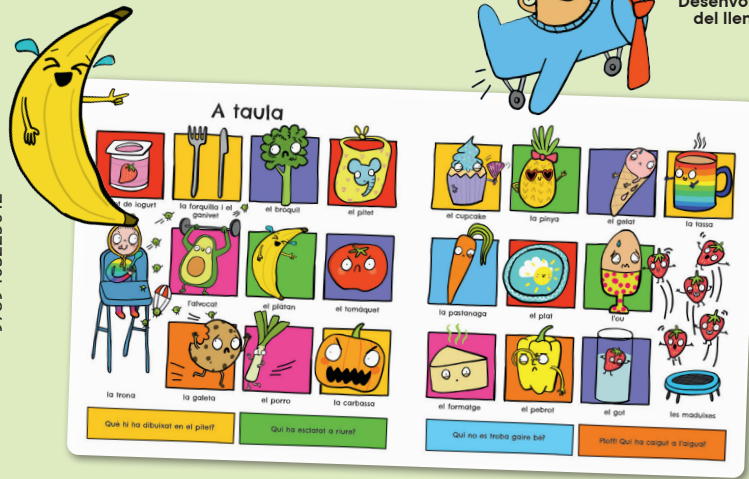 Desenvo
del llen
A taula
t de iogurt
la forquilla i el
ganivet
el bròquil
el pitet
el cupcake
la pinya
el gelat
la tassa
l'alvocat
el plàtan
el tomàquet
la pastanaga
el plat
l'ou
la trona
la galeta
el porro
la carbassa
el formatge
el pebrot
el got
les maduixes
Què hi ha dibuixat en el pitet?
Qui ha esclatat a riure?
Qui no es troba gaire bé?
Ploff! Qui ha caigut a l'aigua?